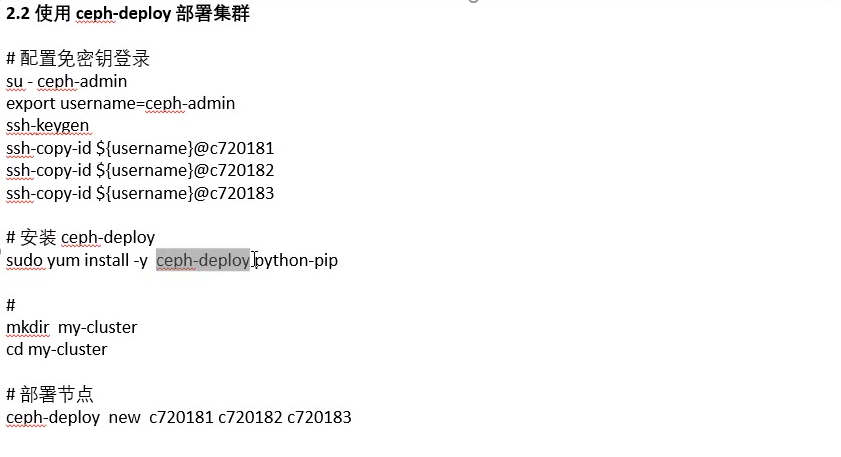 2.2 使用 ceph-deploy 部署集群
# 配置免密钥登录
su - ceph-admin
export username=ceph-admin
ssh-keygen
ssh-copy-id ${username}@c720181
ssh-copy-id ${username}@c720182
ssh-copy-id ${username}@c720183
# 安装 ceph-deploy
sudo yum install -y  ceph-deploy python-pip
#
mkdir  my-cluster
cd my-cluster
# 部署节点
ceph-deploy  new  c720181 c720182 c720183